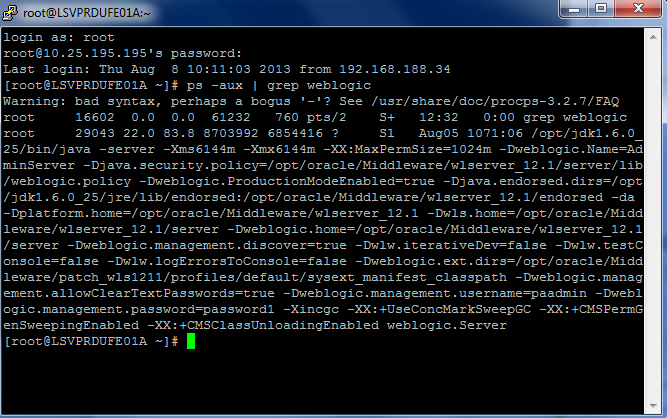 root@LSVPRDUFE01A:~
login as: root
root@10.25.195.195's password:
Last login: Thu Aug  8 10:11:03 2013 from 192.168.188.34
[root@LSVPRDUFE01A ~]# ps -aux | grep weblogic
Warning: bad syntax, perhaps a bogus '-'? See /usr/share/doc/procps-3.2.7/FAQ
root     16602  0.0  0.0  61232   760 pts/2    S+   12:32   0:00 grep weblogic
root     29043 22.0 83.8 8703992 6854416 ?     Sl   Aug05 1071:06 /opt/jdk1.6.0_
25/bin/java -server -Xms6144m -Xmx6144m -XX:MaxPermSize=1024m -Dweblogic.Name=Ad
minServer -Djava.security.policy=/opt/oracle/Middleware/wlserver_12.1/server/lib
/weblogic.policy -Dweblogic.ProductionModeEnabled=true -Djava.endorsed.dirs=/opt
/jdk1.6.0_25/jre/lib/endorsed:/opt/oracle/Middleware/wlserver_12.1/endorsed -da
-Dplatform.home=/opt/oracle/Middleware/wlserver_12.1 -Dwls.home=/opt/oracle/Midd
leware/wlserver_12.1/server -Dweblogic.home=/opt/oracle/Middleware/wlserver_12.1
/server -Dweblogic.management.discover=true -Dwlw.iterativeDev=false -Dwlw.testC
onsole=false -Dwlw.logErrorsToConsole=false -Dweblogic.ext.dirs=/opt/oracle/Midd
leware/patch_wls1211/profiles/default/sysext_manifest_classpath -Dweblogic.manag
ement.allowClearTextPasswords=true -Dweblogic.management.username=paadmin -Dwebl
ogic.management.password=password1 -Xincgc -XX:+UseConcMarkSweepGC -XX:+CMSPermG
enSweepingEnabled -XX:+CMSClassUnloadingEnabled weblogic.Server
[root@LSVPRDUFE01A ~]#